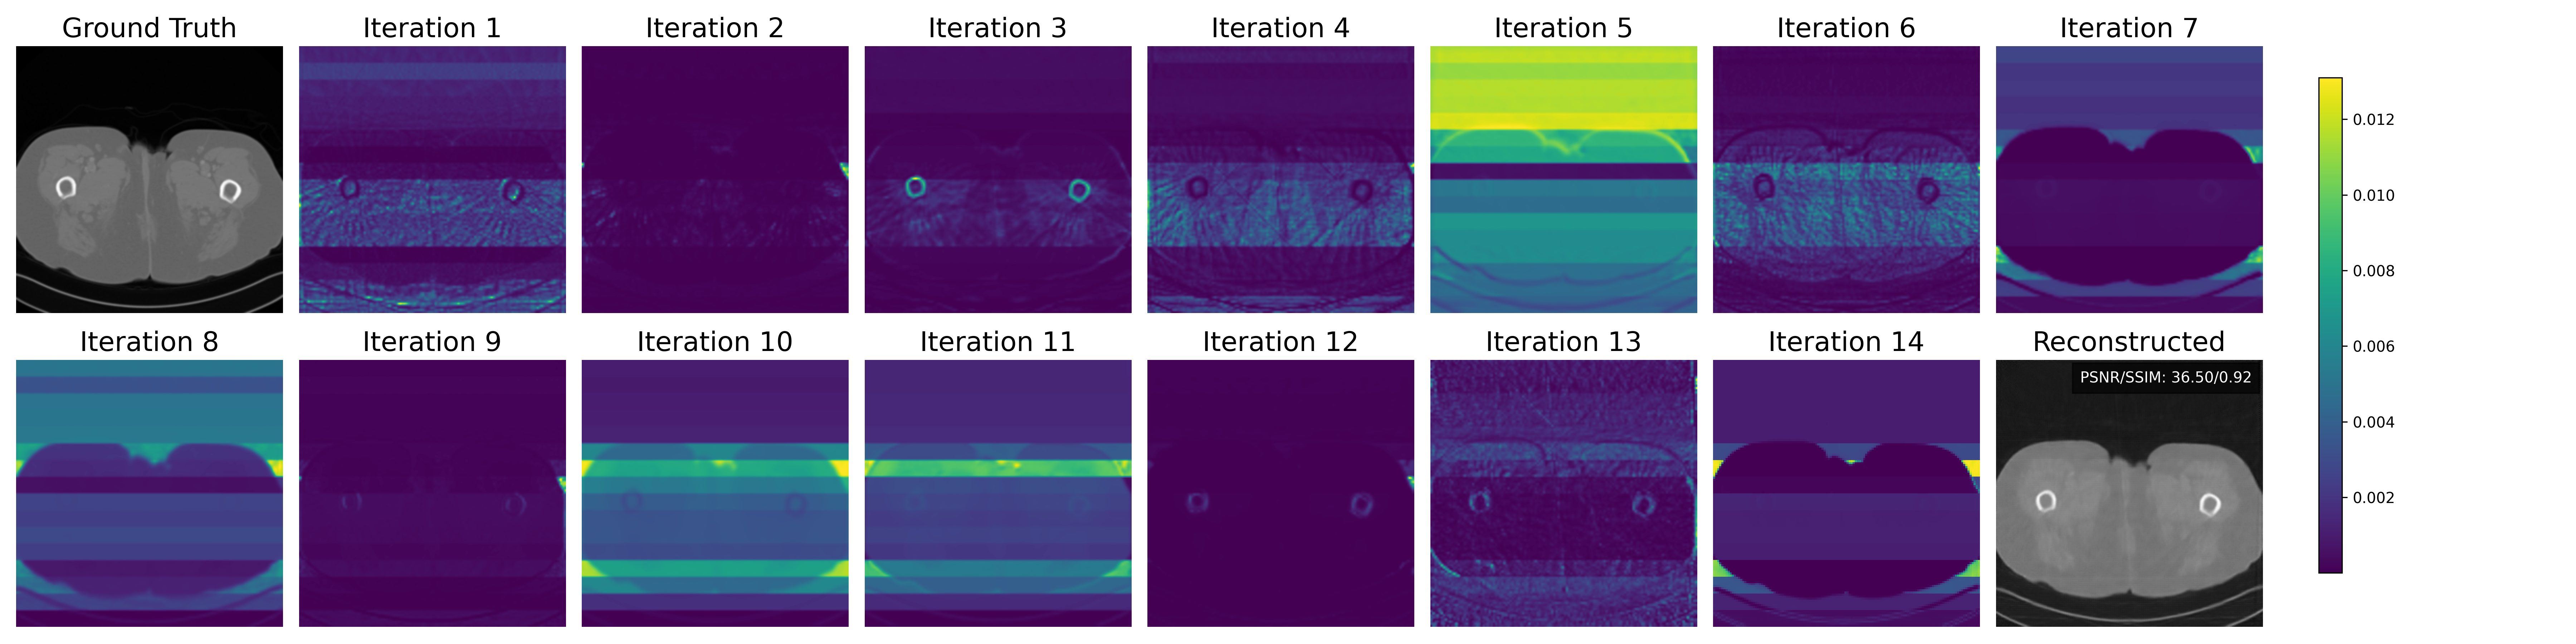 Ground Truth
Iteration 1
Iteration 2
Iteration 3
Iteration 4
Iteration 5
Iteration 6
Iteration 7
0.012
0.010
0.008
0.006
0.004
0.002
Iteration 8
Iteration 9
Iteration 10
Iteration 11
Iteration 12
Iteration 13
Iteration 14
Reconstructed
PSNR/SSIM: 36.50/0.92